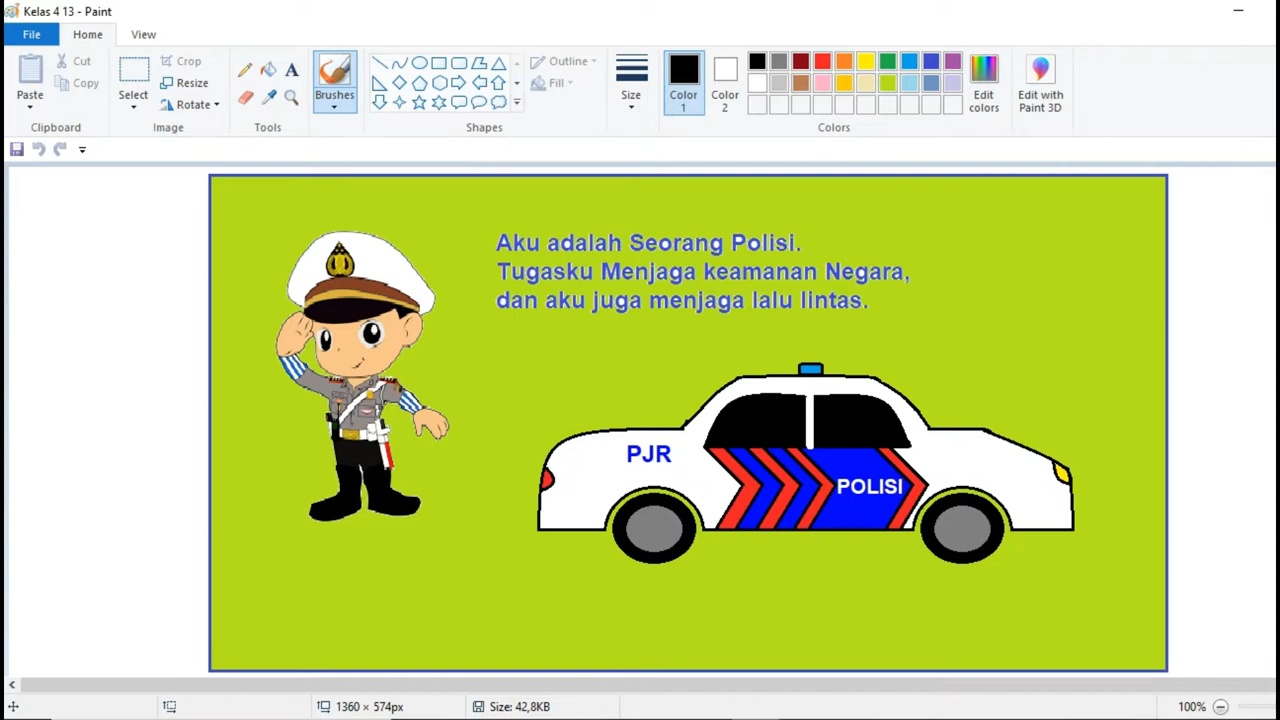 Kelas 4 13 - Paint
File
Home
View
Paste
Cut
Copy
Clipboard
Select
Crop
Resize
Rotate
Image
A
Tools
Brushes
Outline
Fill
Shapes
Size
Color 1
Color 2
Edit colors
Colors
Edit with Paint 3D
Aku adalah Seorang Polisi.
Tugasku Menjaga keamanan Negara,
dan aku juga menjaga lalu lintas.
PJR
POLISI
1360 × 574px
Size: 42,8KB
100%